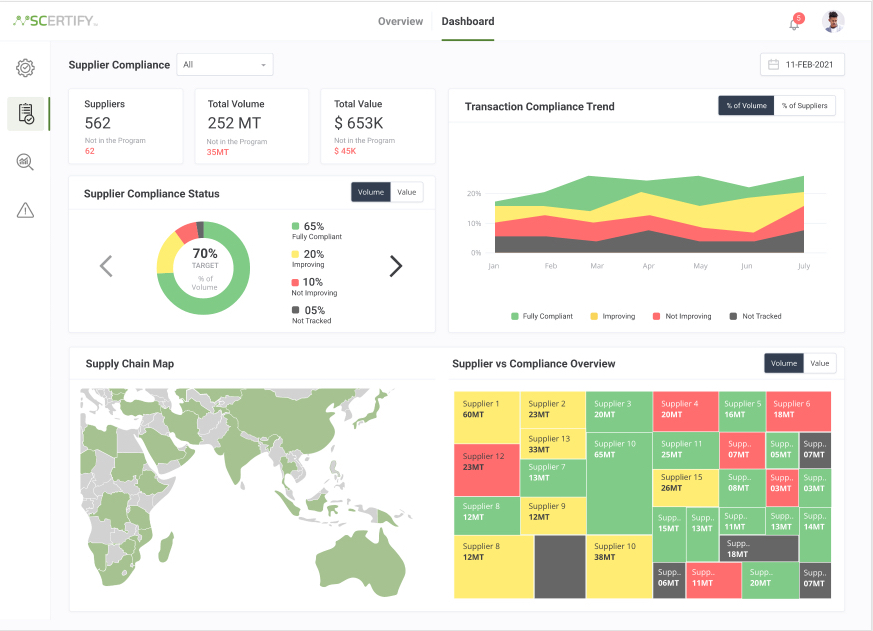 SCERTIFY
Overview
Dashboard
5
Supplier Compliance
All
11-FEB-2021
Suppliers
562
Not in the Program
62
Total Volume
252 MT
Not in the Program
35MT
Total Value
$ 653K
Not in the Program
$ 45K
Transaction Compliance Trend
% of Volume
% of Suppliers
20%
10%
0%
Jan
Feb
Mar
Apr
May
Jun
July
Fully Compliant
Improving
Not Improving
Not Tracked
Supplier Compliance Status
Volume
Value
70%
TARGET
% of
Volume
65%
Fully Compliant
20%
Improving
10%
Not Improving
05%
Not Tracked
Supply Chain Map
Supplier vs Compliance Overview
Volume
Value
Supplier 1
60MT
Supplier 2
23MT
Supplier 3
20MT
Supplier 4
20MT
Supplier 5
16MT
Supplier 6
18MT
Supplier 13
33MT
Supplier 10
65MT
Supplier 11
25MT
Supp..
07MT
Supp..
05MT
Supp..
07MT
Supplier 12
23MT
Supplier 7
13MT
Supplier 15
26MT
Supp..
08MT
Supp..
03MT
Supp..
03MT
Supplier 8
12MT
Supplier 9
12MT
Supp..
15MT
Supp..
13MT
Supp..
11MT
Supp..
13MT
Supp..
14MT
Supplier 8
12MT
Supplier 10
38MT
Supp..
18MT
Supp..
06MT
Supp..
11MT
Supp..
20MT
Supp..
07MT